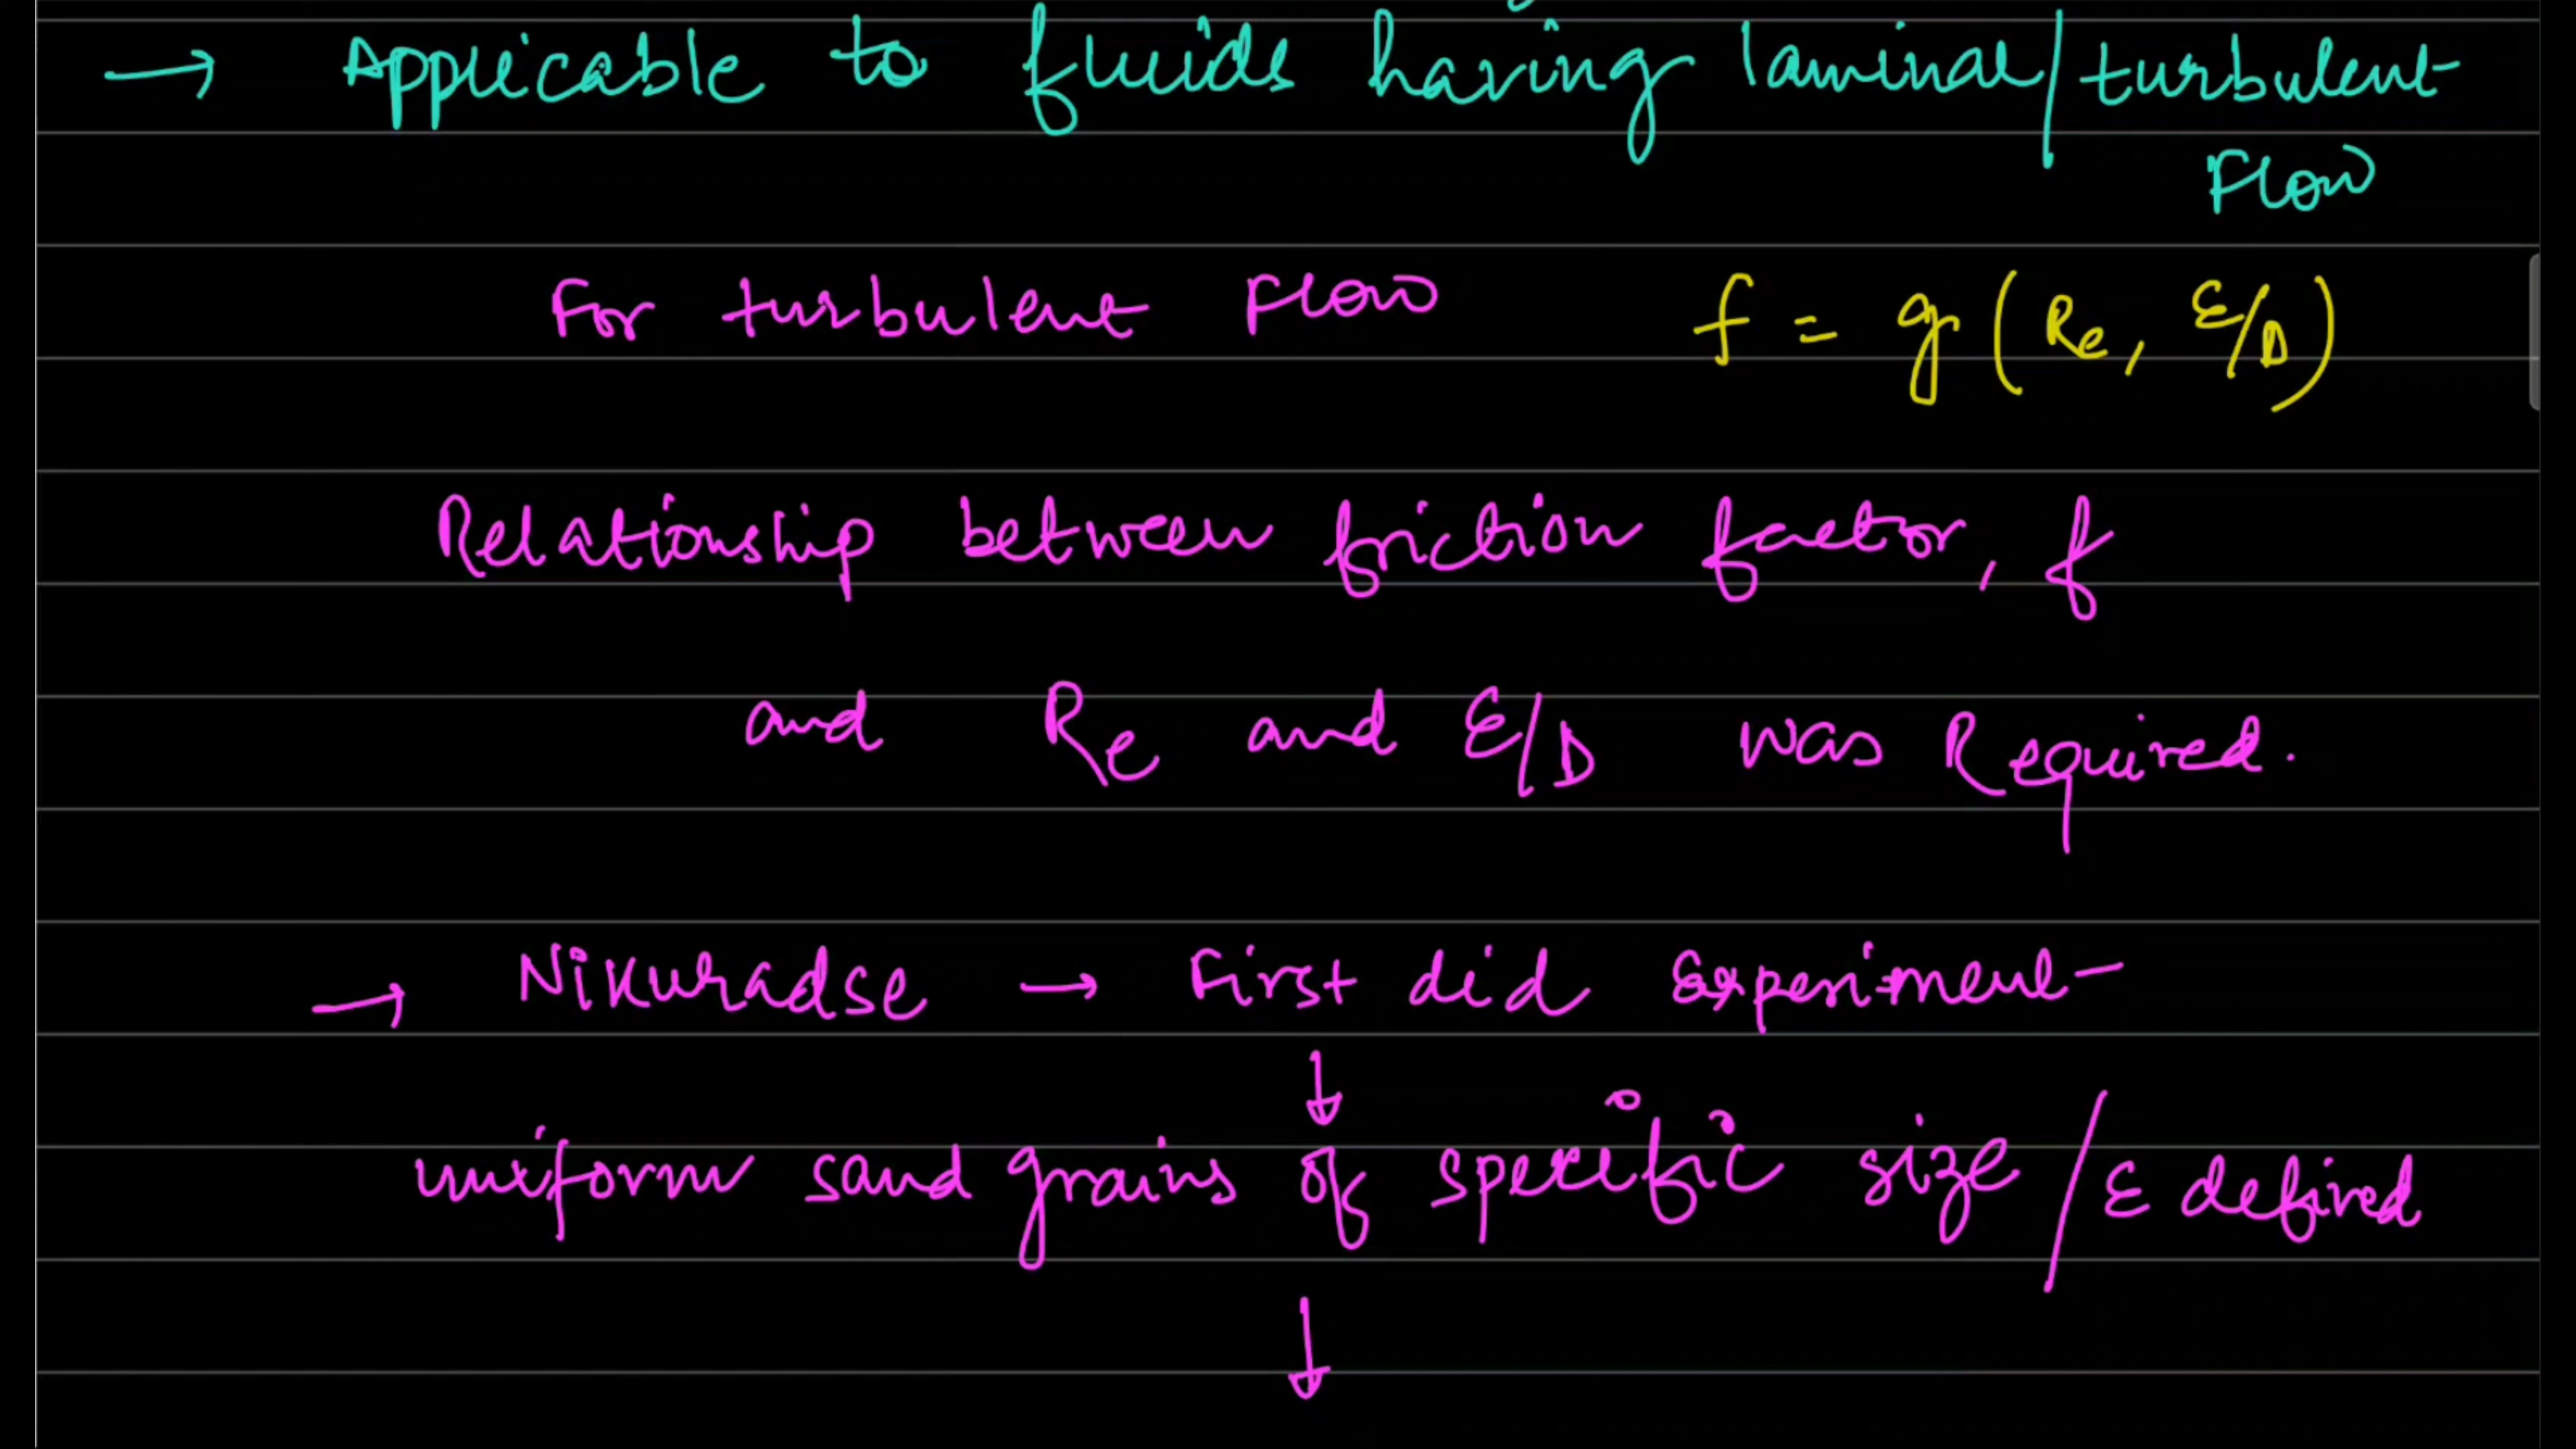 → Applicable to fluids having laminar/turbulent
Flow
For turbulent Flow f = g (Re, ε/D)
Relationship between friction factor, f
and Re and ε/D was Required.
→ Nikuradse → First did Experiment
↓
uniform sand grains of specific size / ε defined
↓